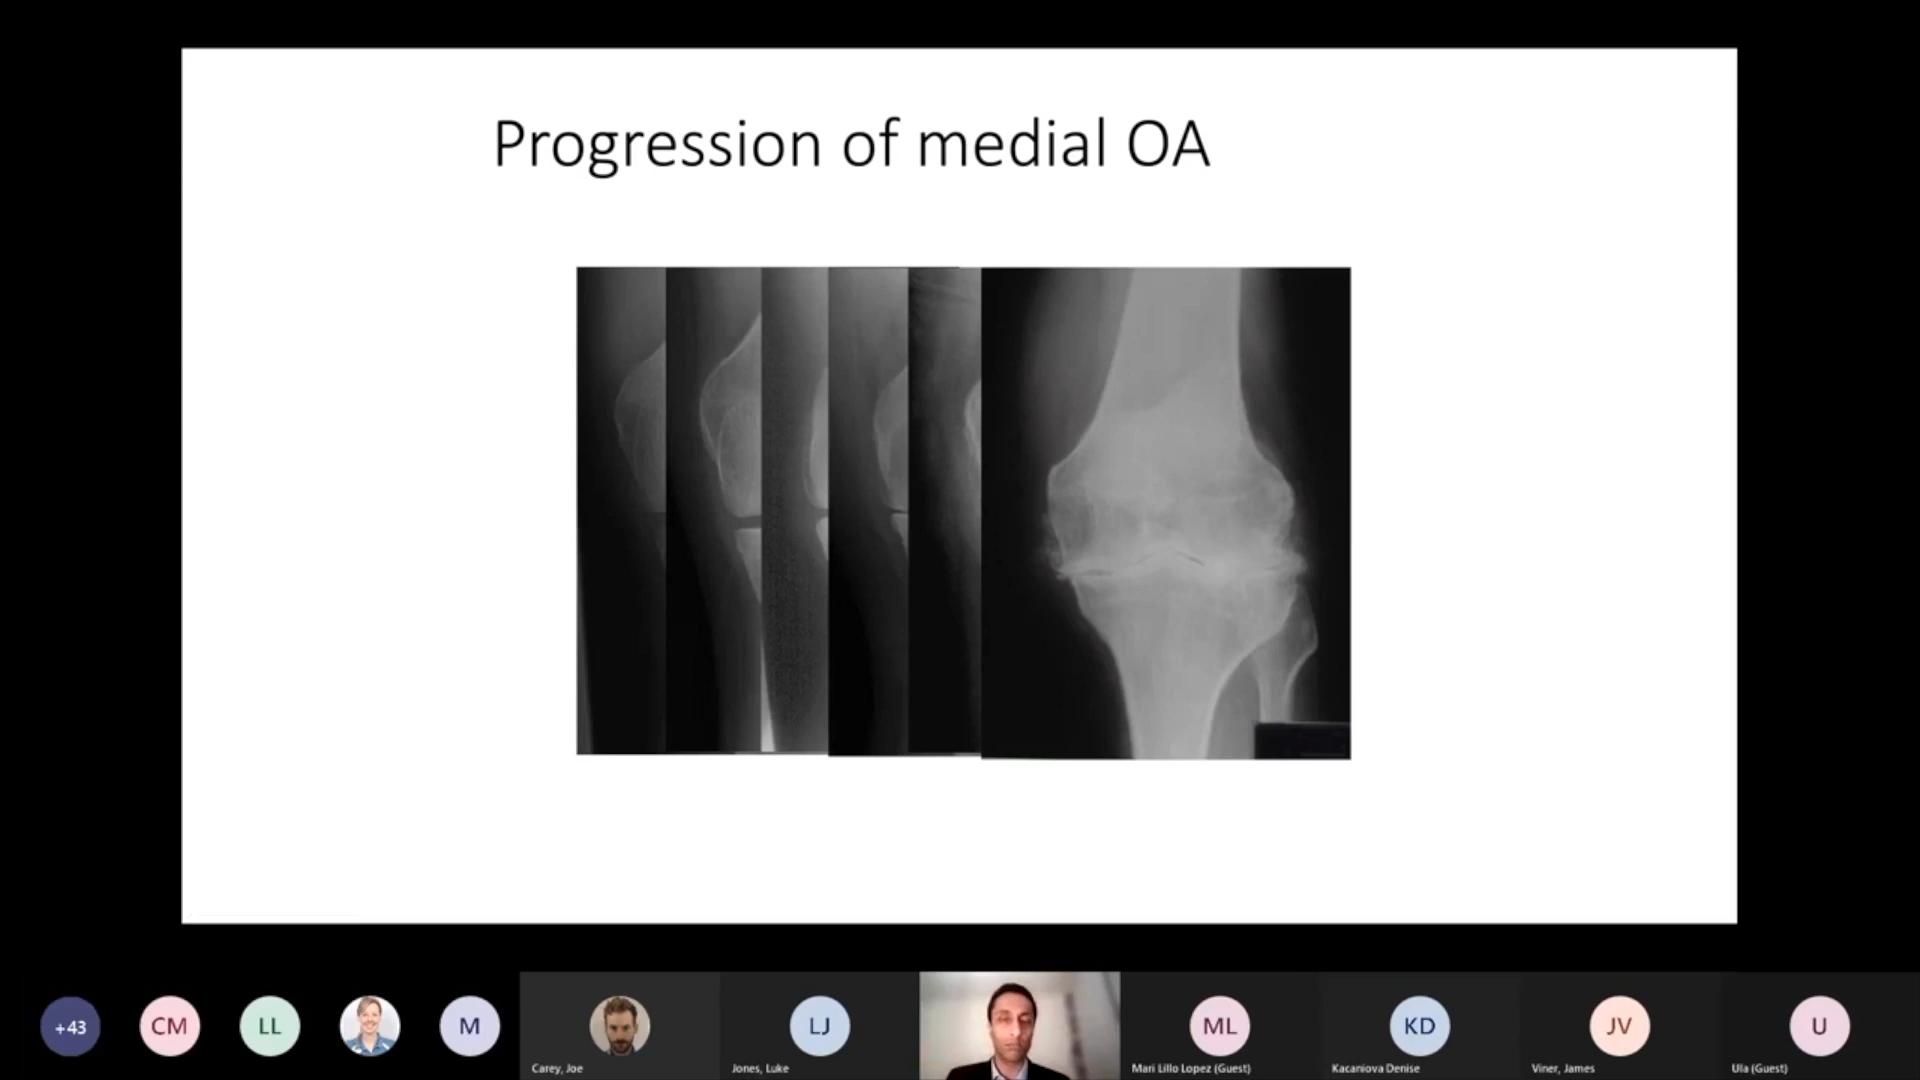 Progression of medial OA
+43
CM
LL
M
LJ
ML
KD
JV
U
Carey, Joe
Jones, Luke
Mari Lillo Lopez (Guest)
Kacaniova Denise
Viner, James
Ula (Guest)